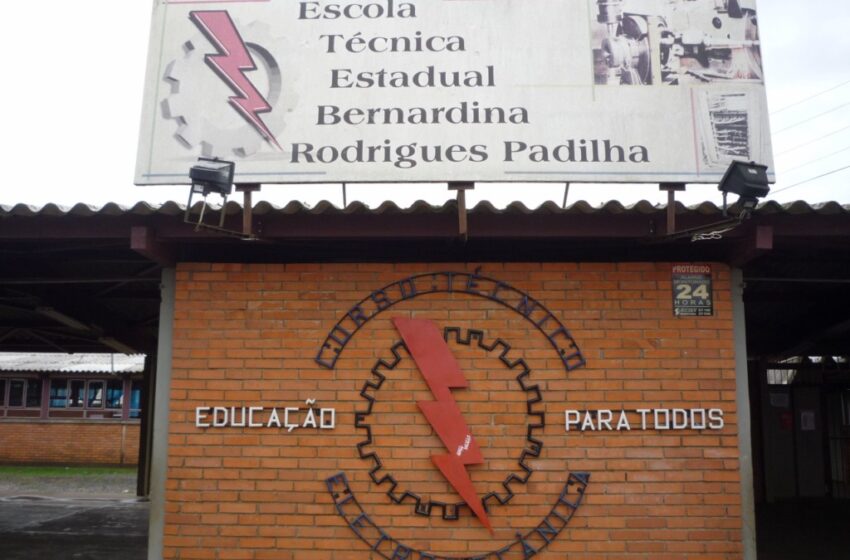 Escola
Técnica
Estadual
Bernardina
Rodrigues Padilha
PROTEGIDO
24
HORAS
CURSO TÉCNICO
EDUCAÇÃO
PARA TODOS